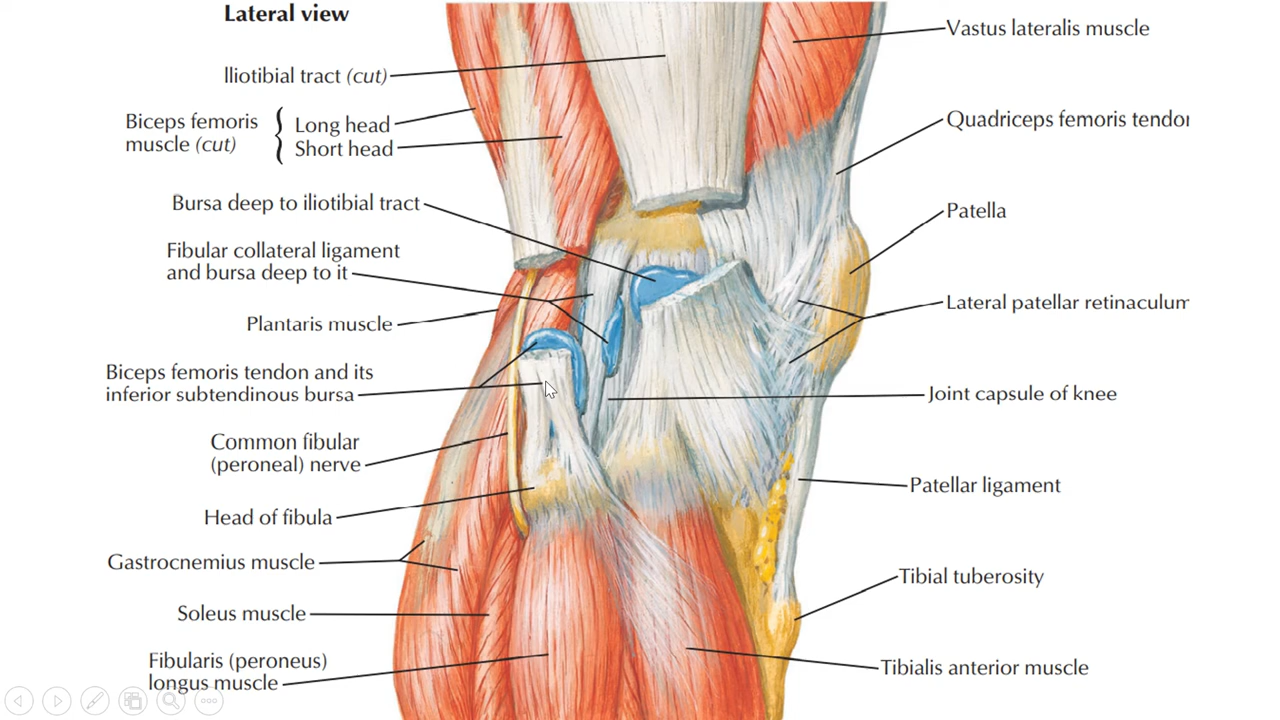 Lateral view
Iliotibial tract (cut)
Biceps femoris
muscle (cut)
Long head
Short head
Bursa deep to iliotibial tract
Fibular collateral ligament
and bursa deep to it
Plantaris muscle
Biceps femoris tendon and its
inferior subtendinous bursa
Common fibular
(peroneal) nerve
Head of fibula
Gastrocnemius muscle
Soleus muscle
Fibularis (peroneus)
longus muscle
Vastus lateralis muscle
Quadriceps femoris tendon
Patella
Lateral patellar retinaculum
Joint capsule of knee
Patellar ligament
Tibial tuberosity
Tibialis anterior muscle